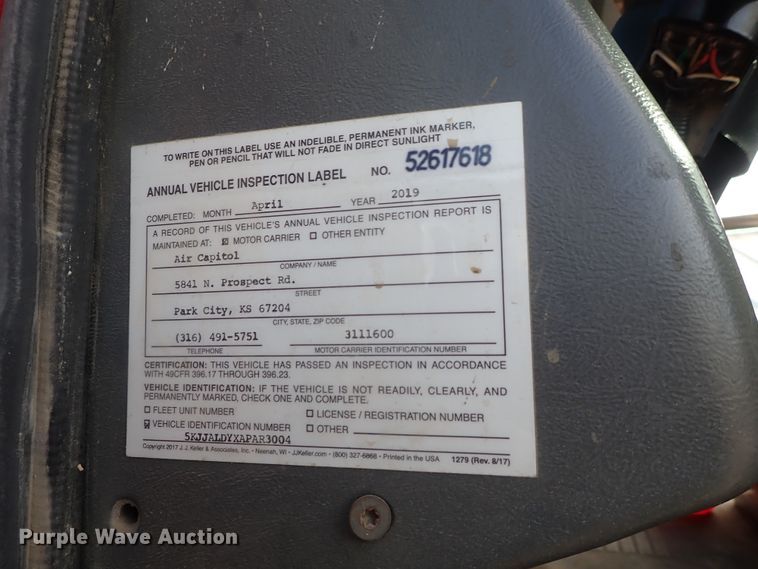 TO WRITE ON THIS LABEL USE AN INDELIBLE, PERMANENT INK MARKER,
PEN OR PENCIL THAT WILL NOT FADE IN DIRECT SUNLIGHT
ANNUAL VEHICLE INSPECTION LABEL NO. 52617618
COMPLETED: MONTH April YEAR 2019
A RECORD OF THIS VEHICLE'S ANNUAL VEHICLE INSPECTION REPORT IS
MAINTAINED AT: ☒ MOTOR CARRIER ☐ OTHER ENTITY
Air Capitol
COMPANY / NAME
5841 N. Prospect Rd.
STREET
Park City, KS 67204
CITY, STATE, ZIP CODE
(316) 491-5751 3111600
TELEPHONE MOTOR CARRIER IDENTIFICATION NUMBER
CERTIFICATION: THIS VEHICLE HAS PASSED AN INSPECTION IN ACCORDANCE
WITH 49CFR 396.17 THROUGH 396.23.
VEHICLE IDENTIFICATION: IF THE VEHICLE IS NOT READILY, CLEARLY, AND
PERMANENTLY MARKED, CHECK ONE AND COMPLETE.
☐ FLEET UNIT NUMBER ☐ LICENSE / REGISTRATION NUMBER
☒ VEHICLE IDENTIFICATION NUMBER ☐ OTHER
5KJJALDYXAPAR3004
Copyright 2017 J. J. Keller & Associates, Inc. • Neenah, WI • JJKeller.com • (800) 327-6868 • Printed in the USA 1279 (Rev. 8/17)
Purple Wave Auction